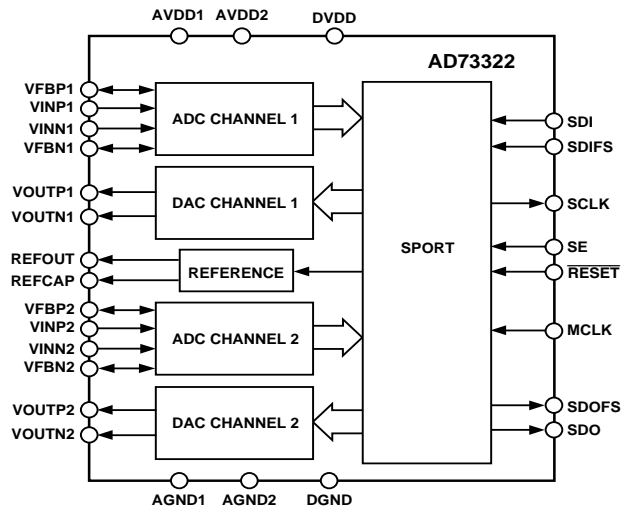 AVDD1 AVDD2 DVDD
AD73322
VFBP1
VINP1
VINN1
VFBN1
ADC CHANNEL 1
VOUTP1
VOUTN1
DAC CHANNEL 1
REFOUT
REFCAP
REFERENCE
VFBP2
VINP2
VINN2
VFBN2
ADC CHANNEL 2
VOUTP2
VOUTN2
DAC CHANNEL 2
SPORT
SDI
SDIFS
SCLK
SE
RESET
MCLK
SDOFS
SDO
AGND1 AGND2 DGND